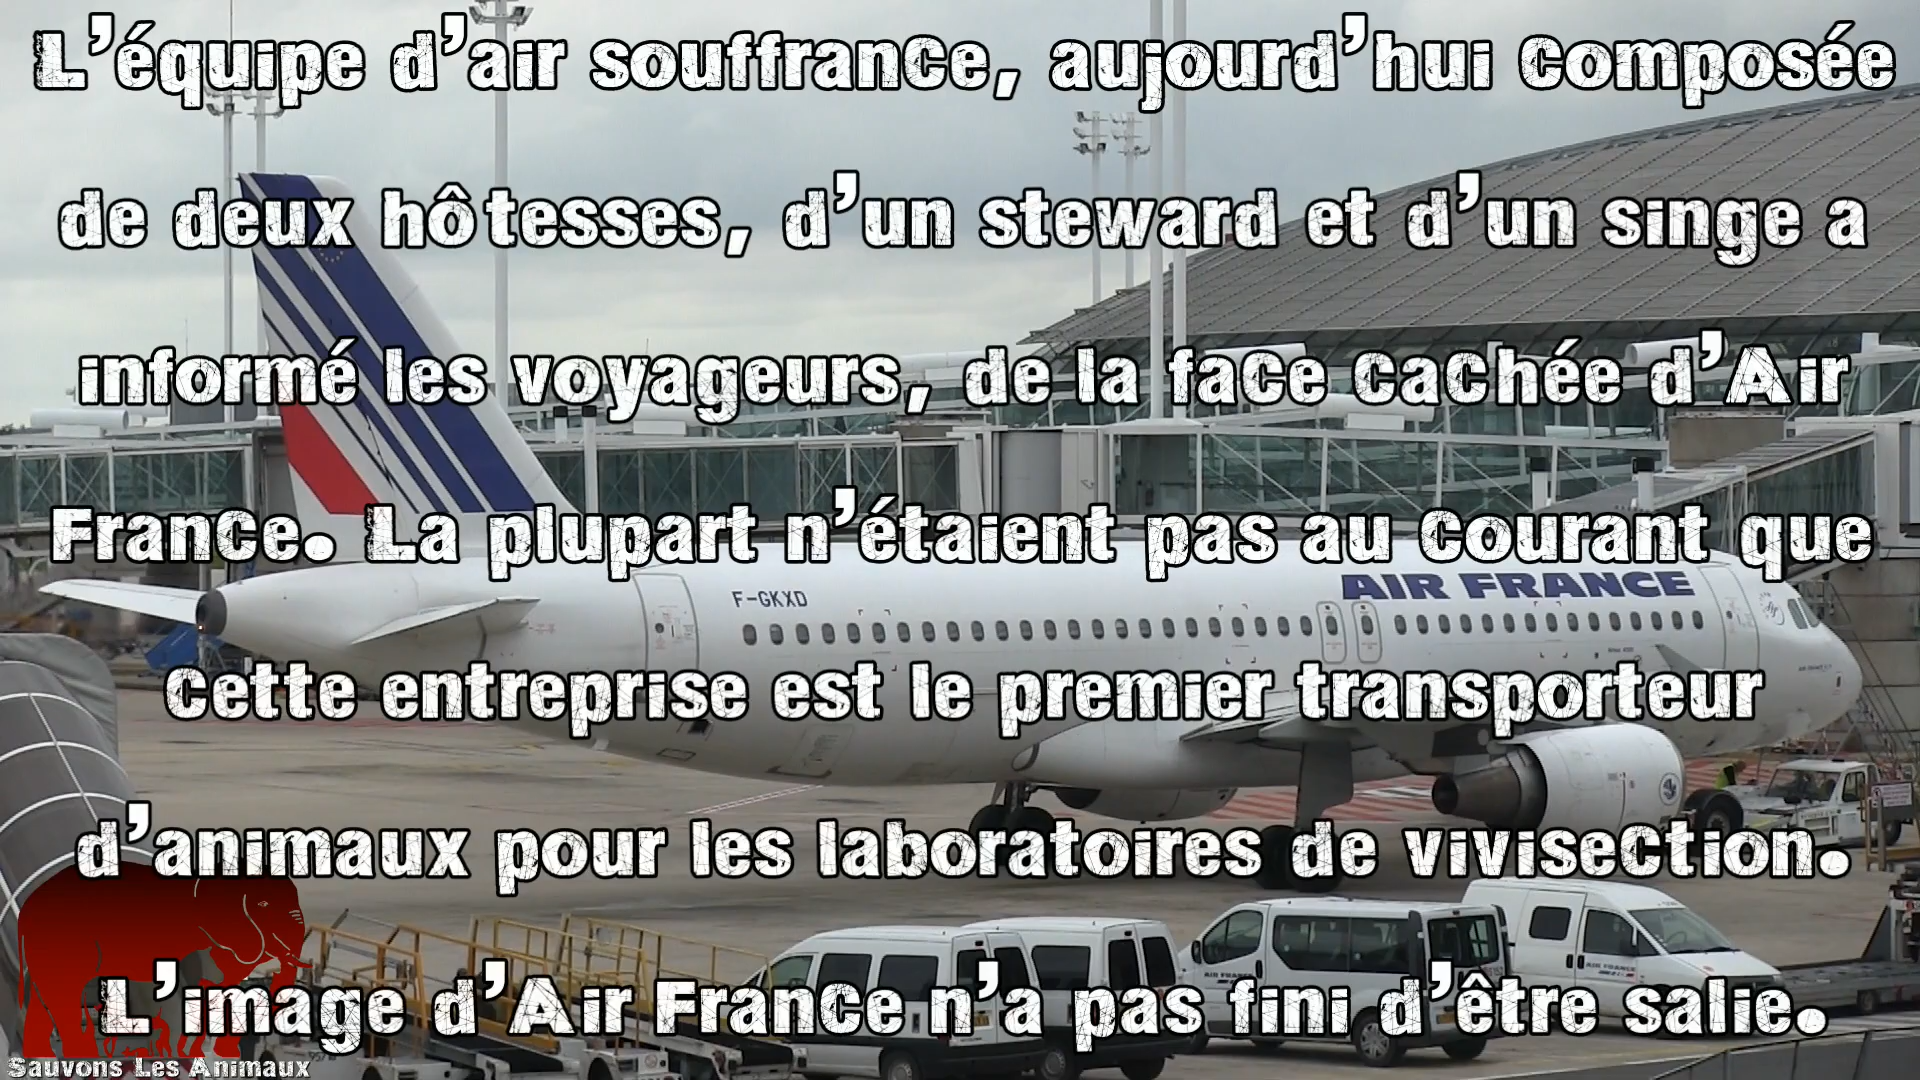 L'équipe d'air souffrance, aujourd'hui composée
de deux hôtesses, d'un steward et d'un singe a
informé les voyageurs, de la face cachée d'Air
France. La plupart n'étaient pas au courant que
F-GKXD
AIR FRANCE
cette entreprise est le premier transporteur
d'animaux pour les laboratoires de vivisection.
AIR FRANCE
L'image d'Air France n'a pas fini d'être salie.
Sauvons Les Animaux